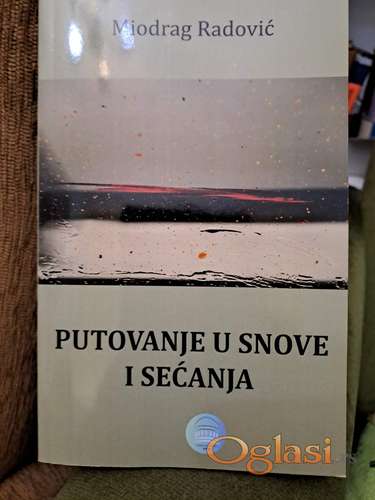 Miodrag Radović
PUTOVANJE U SNOVE
I SEĆANJA
Oglasi